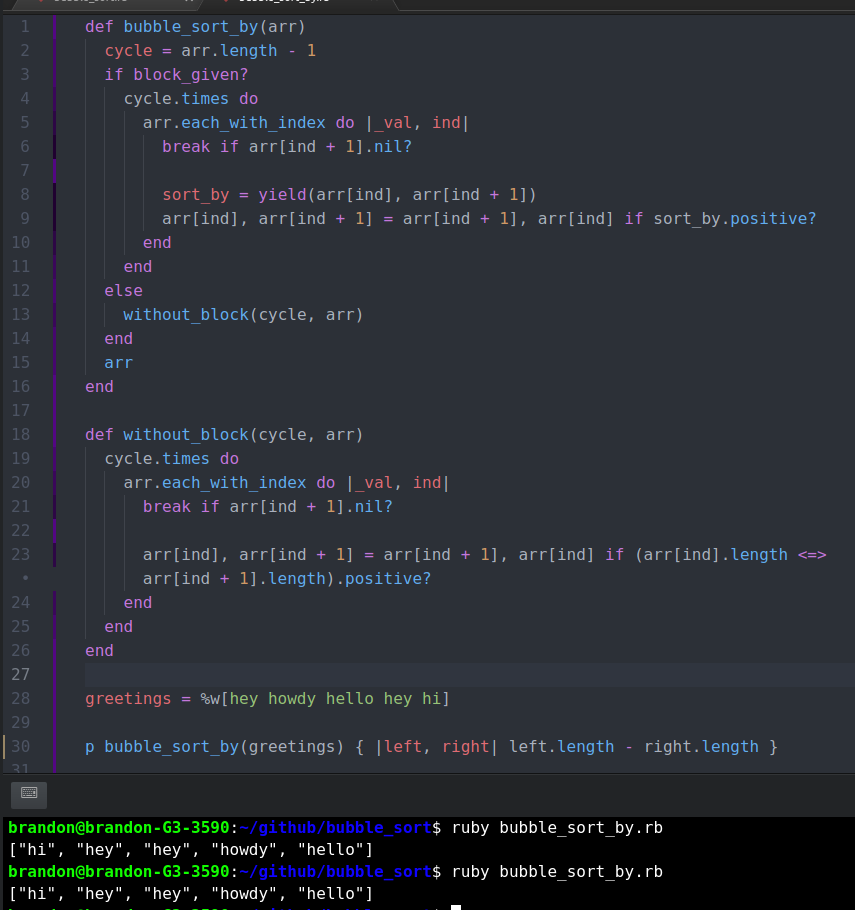 1 def bubble_sort_by(arr)
2 cycle = arr.length - 1
3 if block_given?
4 cycle.times do
5 arr.each_with_index do |_val, ind|
6 break if arr[ind + 1].nil?
7
8 sort_by = yield(arr[ind], arr[ind + 1])
9 arr[ind], arr[ind + 1] = arr[ind + 1], arr[ind] if sort_by.positive?
10 end
11 end
12 else
13 without_block(cycle, arr)
14 end
15 arr
16 end
17
18 def without_block(cycle, arr)
19 cycle.times do
20 arr.each_with_index do |_val, ind|
21 break if arr[ind + 1].nil?
22
23 arr[ind], arr[ind + 1] = arr[ind + 1], arr[ind] if (arr[ind].length <=>
• arr[ind + 1].length).positive?
24 end
25 end
26 end
27
28 greetings = %w[hey howdy hello hey hi]
29
30 p bubble_sort_by(greetings) { |left, right| left.length - right.length }
31
brandon@brandon-G3-3590:~/github/bubble_sort$ ruby bubble_sort_by.rb
["hi", "hey", "hey", "howdy", "hello"]
brandon@brandon-G3-3590:~/github/bubble_sort$ ruby bubble_sort_by.rb
["hi", "hey", "hey", "howdy", "hello"]